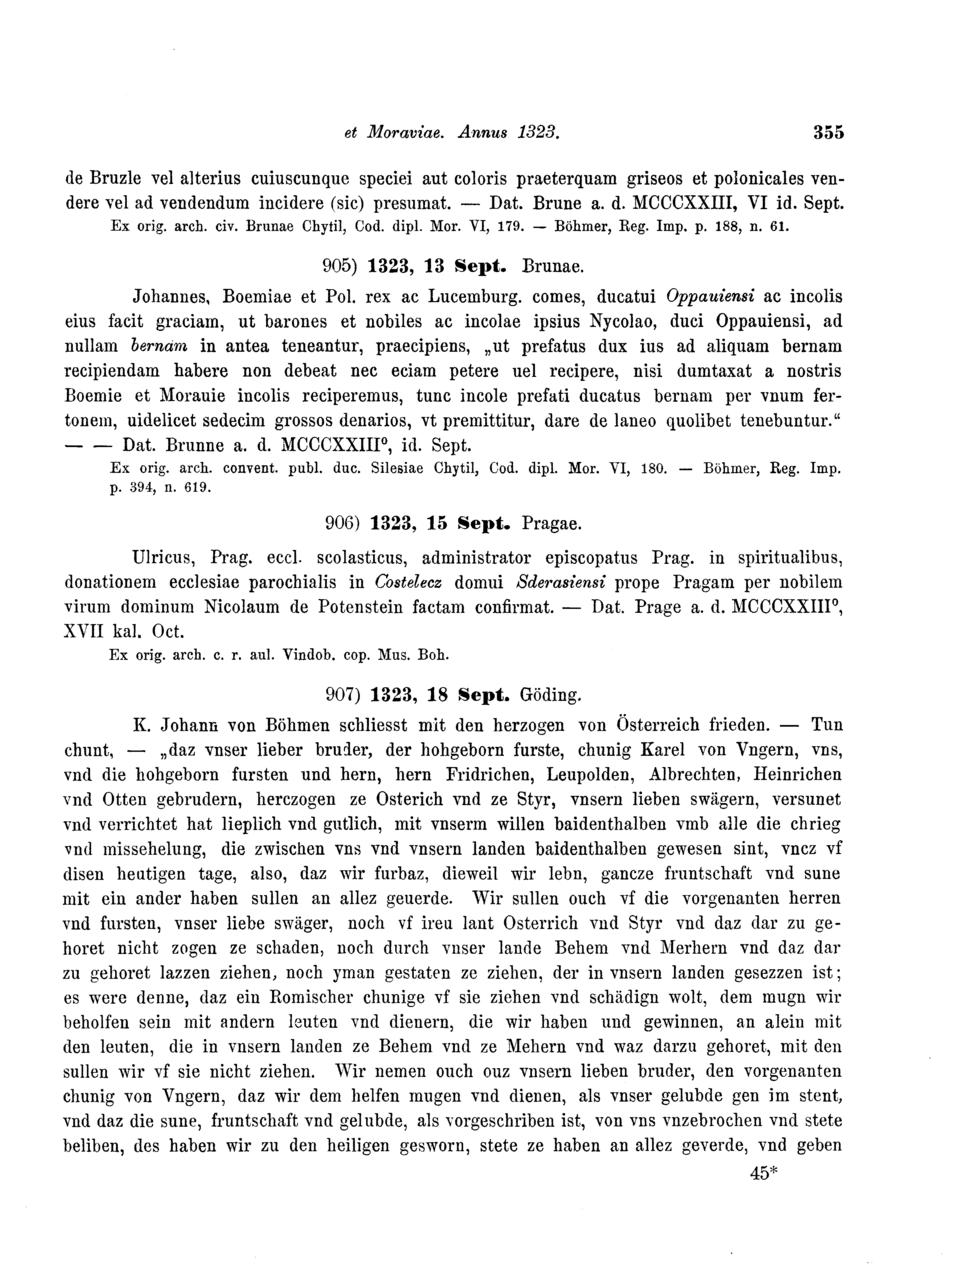 et Moraviae. Annus 1323. 355
de Bruzle vel alterius cuiuscunque speciei aut coloris praeterquam griseos et polonicales ven-
dere vel ad vendendum incidere (sic) presumat. — Dat. Brune a. d. MCCCXXIII, VI id. Sept.
Ex orig. arch. civ. Brunae Chytil, Cod. dipl. Mor. VI, 179. — Böhmer, Reg. Imp. p. 188, n. 61.
905) 1323, 13 Sept. Brunae.
Johannes, Boemiae et Pol. rex ac Lucemburg. comes, ducatui Oppauiensi ac incolis
eius facit graciam, ut barones et nobiles ac incolae ipsius Nycolao, duci Oppauiensi, ad
nullam bernam in antea teneantur, praecipiens, „ut prefatus dux ius ad aliquam bernam
recipiendam habere non debeat nec eciam petere uel recipere, nisi dumtaxat a nostris
Boemie et Morauie incolis reciperemus, tunc incole prefati ducatus bernam per vnum fer-
tonem, uidelicet sedecim grossos denarios, vt premittitur, dare de laneo quolibet tenebuntur.“
— — Dat. Brunne a. d. MCCCXXIIIº, id. Sept.
Ex orig. arch. convent. publ. duc. Silesiae Chytil, Cod. dipl. Mor. VI, 180. — Böhmer, Reg. Imp.
p. 394, n. 619.
906) 1323, 15 Sept. Pragae.
Ulricus, Prag. eccl. scolasticus, administrator episcopatus Prag. in spiritualibus,
donationem ecclesiae parochialis in Costelecz domui Sderasiensi prope Pragam per nobilem
virum dominum Nicolaum de Potenstein factam confirmat. — Dat. Prage a. d. MCCCXXIIIº,
XVII kal. Oct.
Ex orig. arch. c. r. aul. Vindob. cop. Mus. Boh.
907) 1323, 18 Sept. Göding.
K. Johann von Böhmen schliesst mit den herzogen von Österreich frieden. — Tun
chunt, — „daz vnser lieber bruder, der hohgeborn furste, chunig Karel von Vngern, vns,
vnd die hohgeborn fursten und hern, hern Fridrichen, Leupolden, Albrechten, Heinrichen
vnd Otten gebrudern, herczogen ze Osterich vnd ze Styr, vnsern lieben swägern, versunet
vnd verrichtet hat lieplich vnd gutlich, mit vnserm willen baidenthalben vmb alle die chrieg
vnd missehelung, die zwischen vns vnd vnsern landen baidenthalben gewesen sint, vncz vf
disen heutigen tage, also, daz wir furbaz, dieweil wir lebn, gancze fruntschaft vnd sune
mit ein ander haben sullen an allez geuerde. Wir sullen ouch vf die vorgenanten herren
vnd fursten, vnser liebe swäger, noch vf ireu lant Osterrich vnd Styr vnd daz dar zu ge-
horet nicht zogen ze schaden, noch durch vnser lande Behem vnd Merhern vnd daz dar
zu gehoret lazzen ziehen, noch yman gestaten ze ziehen, der in vnsern landen gesezzen ist;
es were denne, daz ein Romischer chunige vf sie ziehen vnd schädign wolt, dem mugn wir
beholfen sein mit andern leuten vnd dienern, die wir haben und gewinnen, an alein mit
den leuten, die in vnsern landen ze Behem vnd ze Mehern vnd waz darzu gehoret, mit den
sullen wir vf sie nicht ziehen. Wir nemen ouch ouz vnsern lieben bruder, den vorgenanten
chunig von Vngern, daz wir dem helfen mugen vnd dienen, als vnser gelubde gen im stent,
vnd daz die sune, fruntschaft vnd gelubde, als vorgeschriben ist, von vns vnzebrochen vnd stete
beliben, des haben wir zu den heiligen gesworn, stete ze haben an allez geverde, vnd geben
45*